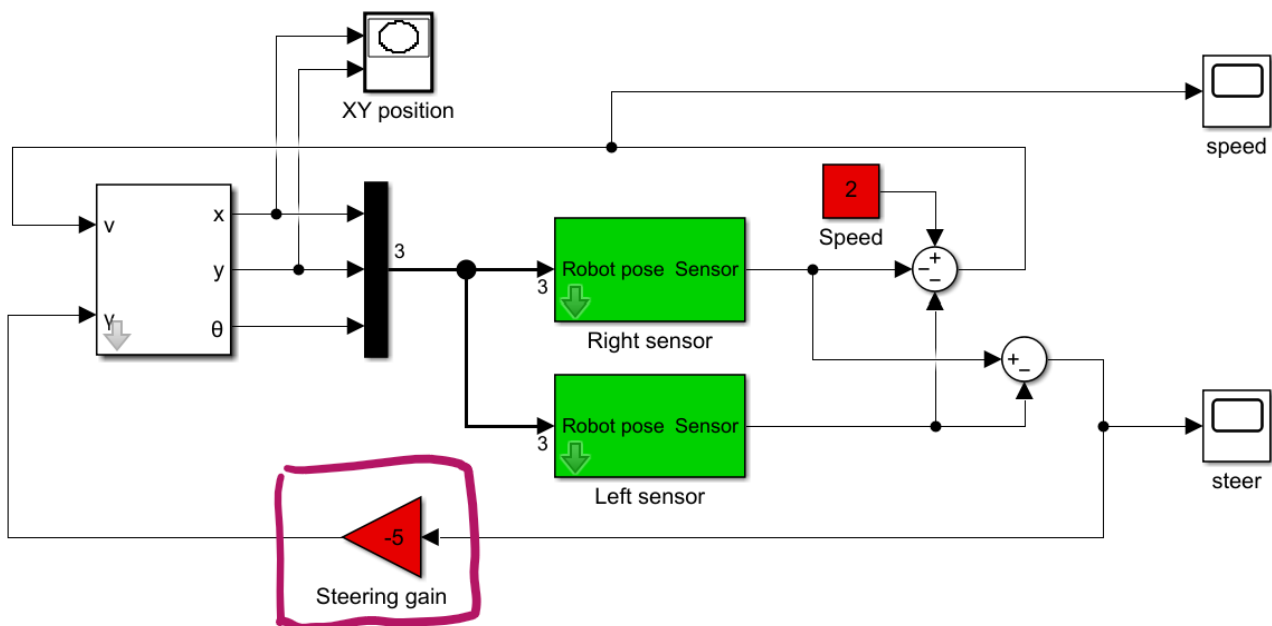 XY position
speed
v
x
y
θ
γ
3
2
Speed
3
Robot pose Sensor
Right sensor
3
Robot pose Sensor
Left sensor
steer
-5
Steering gain